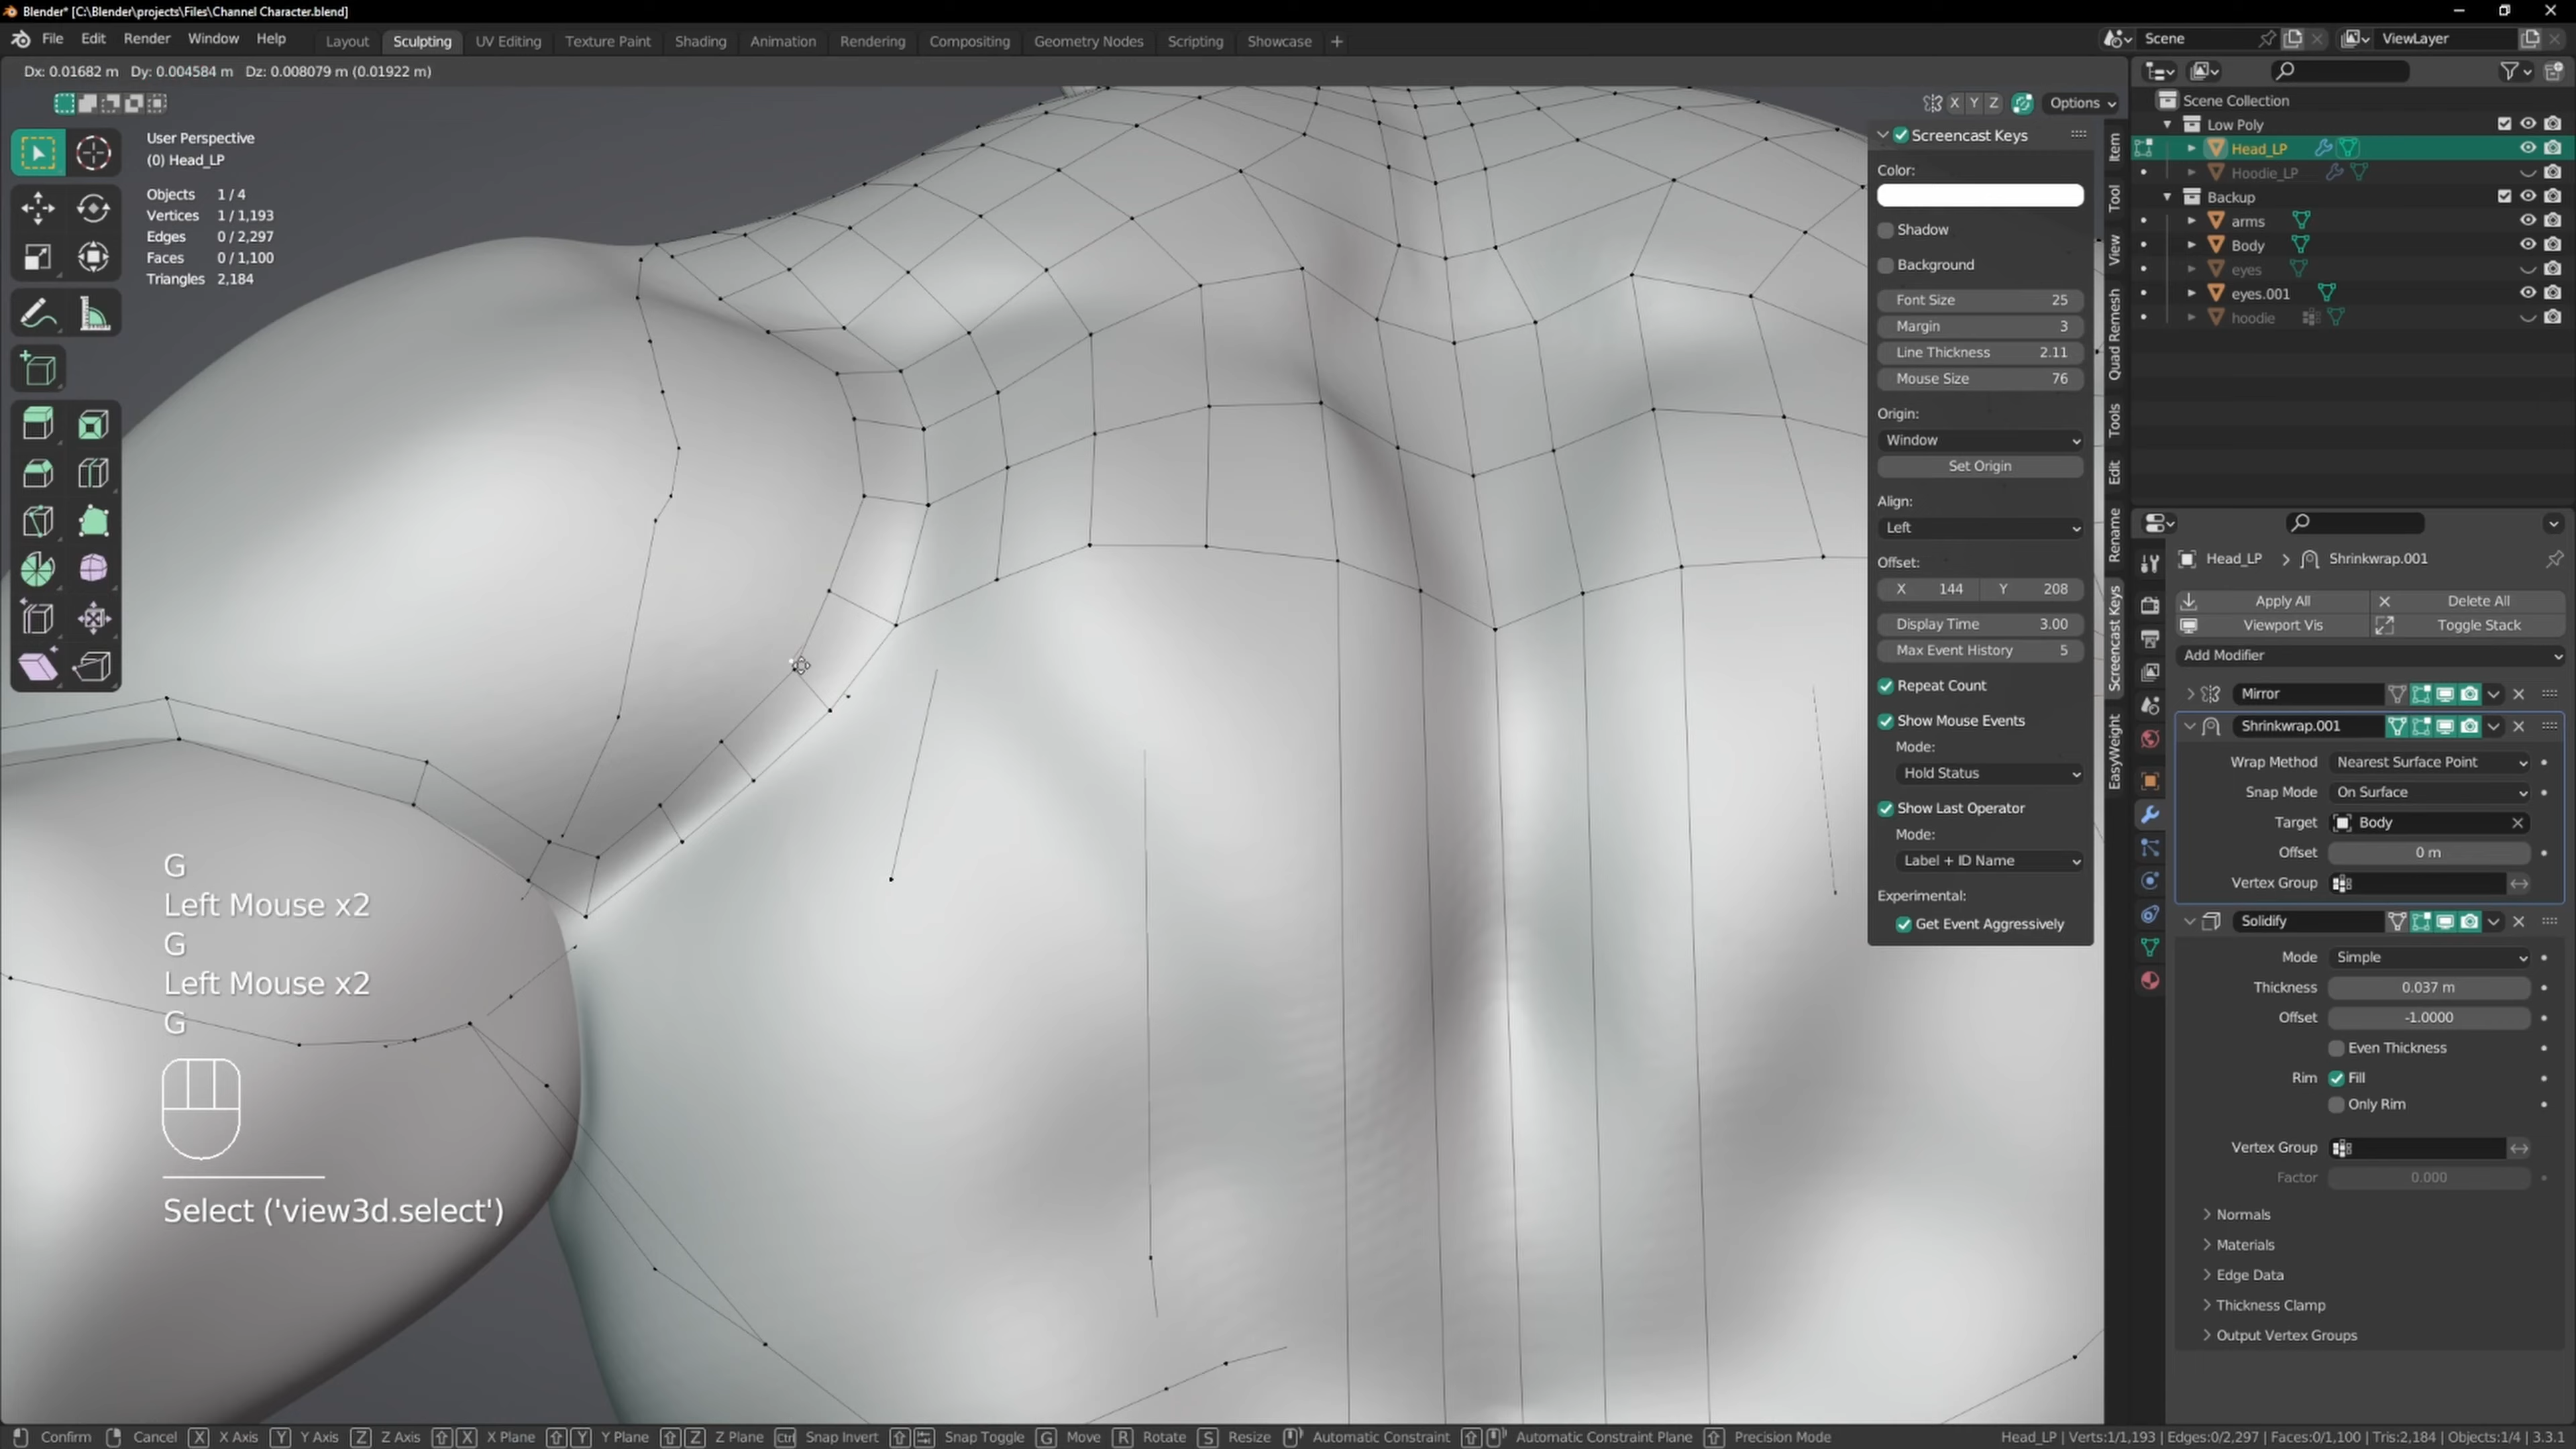 Blender* [C:\Blender\projects\Files\Channel Character.blend]
File Edit Render Window Help Layout Sculpting UV Editing Texture Paint Shading Animation Rendering Compositing Geometry Nodes Scripting Showcase + Scene ViewLayer
Dx: 0.01682 m Dy: 0.004584 m Dz: 0.008079 m (0.01922 m)
X Y Z Options
User Perspective
(0) Head_LP
Objects 1 / 4
Vertices 1 / 1,193
Edges 0 / 2,297
Faces 0 / 1,100
Triangles 2,184
G
Left Mouse x2
G
Left Mouse x2
G
Select ('view3d.select')
Screencast Keys
Color:
Shadow
Background
Font Size 25
Margin 3
Line Thickness 2.11
Mouse Size 76
Origin:
Window
Set Origin
Align:
Left
Offset:
X 144 Y 208
Display Time 3.00
Max Event History 5
Repeat Count
Show Mouse Events
Mode:
Hold Status
Show Last Operator
Mode:
Label + ID Name
Experimental:
Get Event Aggressively
Item
Tool
View
Quad Remesh
Tools
Edit
Rename
Screencast Keys
EasyWeight
Scene Collection
Low Poly
Head_LP
Hoodie_LP
Backup
arms
Body
eyes
eyes.001
hoodie
Head_LP > Shrinkwrap.001
Apply All Delete All
Viewport Vis Toggle Stack
Add Modifier
Mirror
Shrinkwrap.001
Wrap Method Nearest Surface Point
Snap Mode On Surface
Target Body
Offset 0 m
Vertex Group
Solidify
Mode Simple
Thickness 0.037 m
Offset -1.0000
Even Thickness
Rim Fill
Only Rim
Vertex Group
Factor 0.000
Normals
Materials
Edge Data
Thickness Clamp
Output Vertex Groups
Confirm Cancel X X Axis Y Y Axis Z Z Axis X X Plane Y Y Plane Z Z Plane Ctrl Snap Invert Snap Toggle G Move R Rotate S Resize Automatic Constraint Automatic Constraint Plane Precision Mode Head_LP | Verts:1/1,193 | Edges:0/2,297 | Faces:0/1,100 | Tris:2,184 | Objects:1/4 | 3.3.1